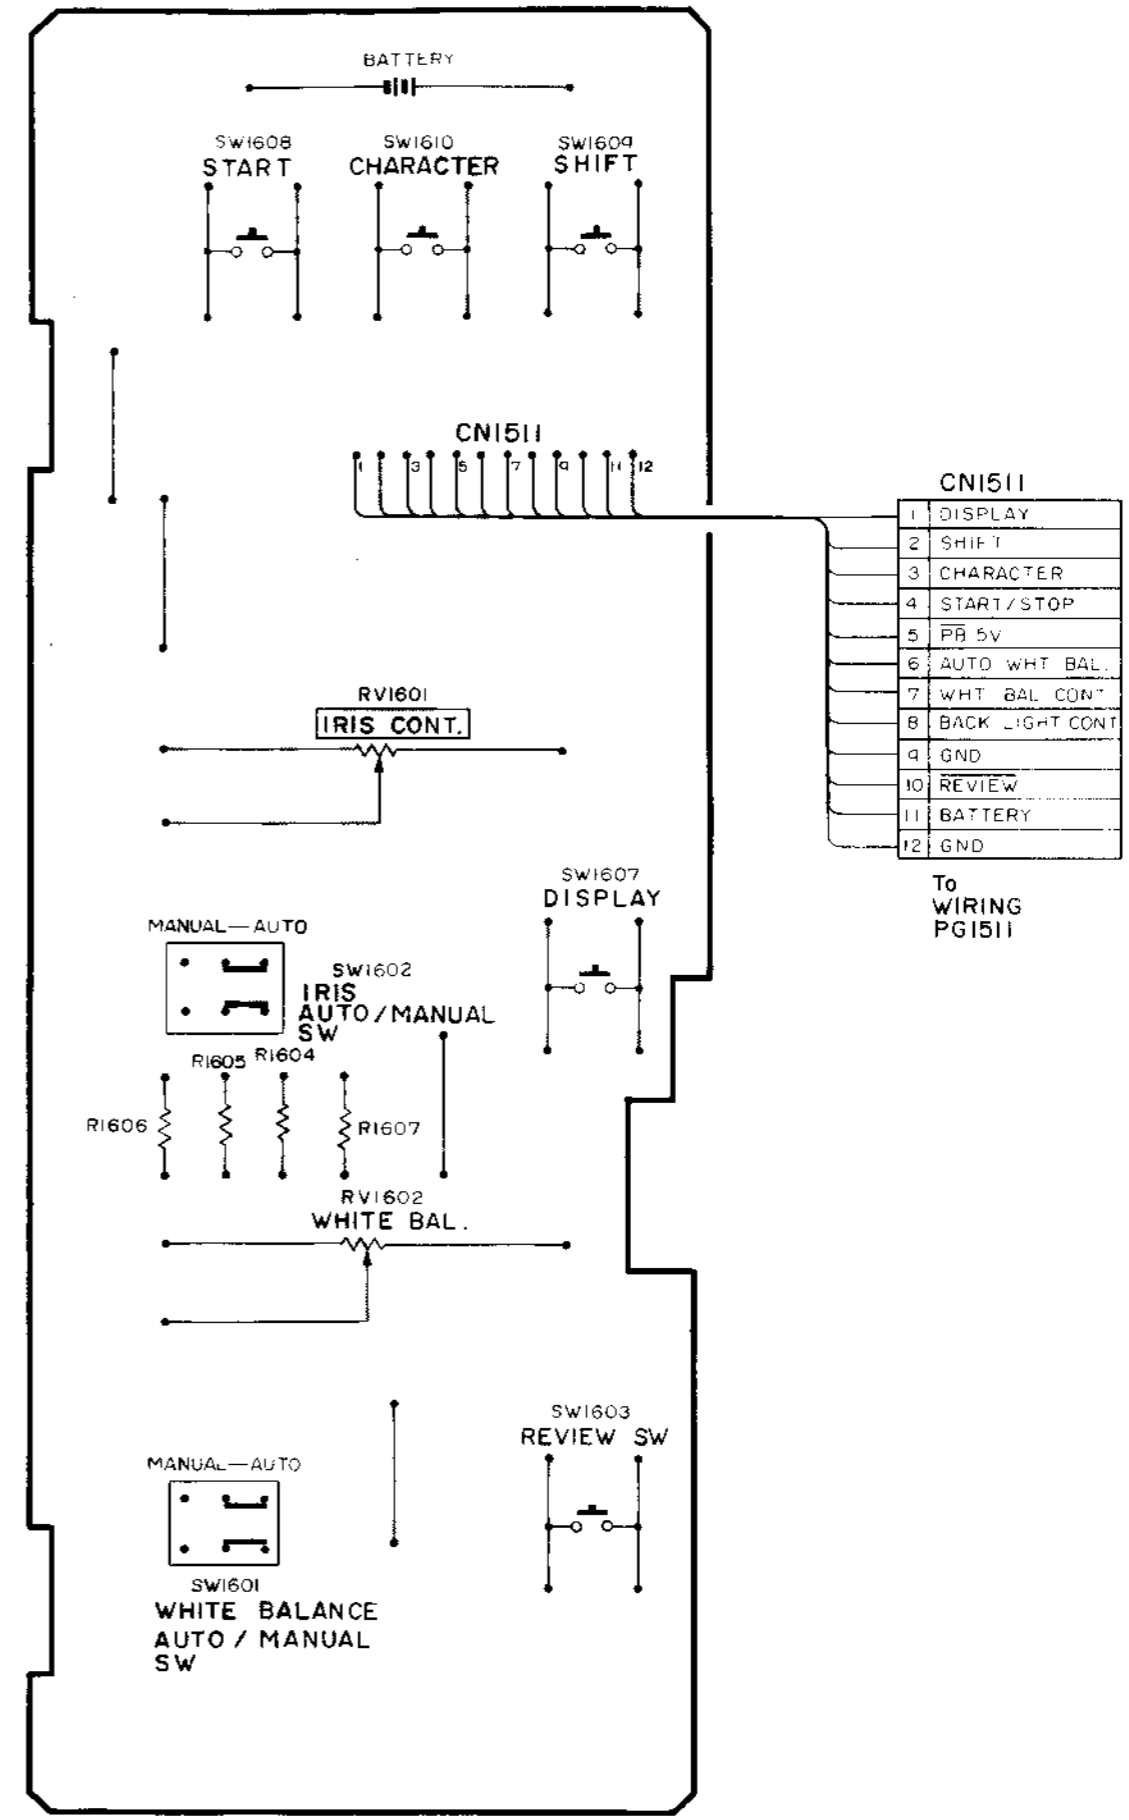 BATTERY
SW1608
START
SW1610
CHARACTER
SW1609
SHIFT
CN1511
1 3 5 7 9 11 12
CN1511
1 DISPLAY
2 SHIFT
3 CHARACTER
4 START/STOP
5 PB 5V
6 AUTO WHT BAL.
7 WHT BAL CONT
8 BACK LIGHT CONT
9 GND
10 REVIEW
11 BATTERY
12 GND
To
WIRING
PG1511
RV1601
IRIS CONT.
SW1607
DISPLAY
MANUAL—AUTO
SW1602
IRIS
AUTO/MANUAL
SW
R1606
R1605
R1604
R1607
RV1602
WHITE BAL.
SW1603
REVIEW SW
MANUAL—AUTO
SW1601
WHITE BALANCE
AUTO / MANUAL
SW